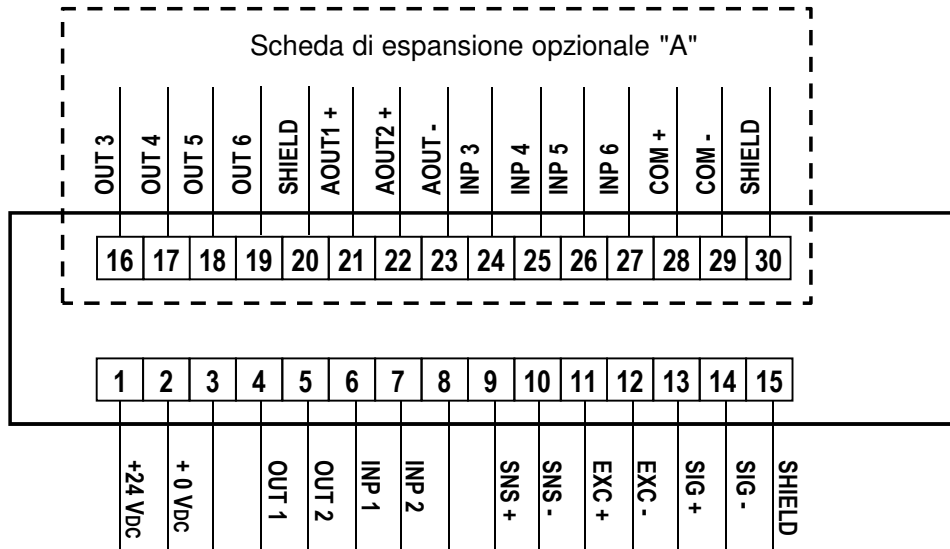 Scheda di espansione opzionale "A"
OUT 3
OUT 4
OUT 5
OUT 6
SHIELD
AOUT1 +
AOUT2 +
AOUT -
INP 3
INP 4
INP 5
INP 6
COM +
COM -
SHIELD
16 17 18 19 20 21 22 23 24 25 26 27 28 29 30
1 2 3 4 5 6 7 8 9 10 11 12 13 14 15
+24 VDC
+ 0 VDC
OUT 1
OUT 2
INP 1
INP 2
SNS +
SNS -
EXC +
EXC -
SIG +
SIG -
SHIELD